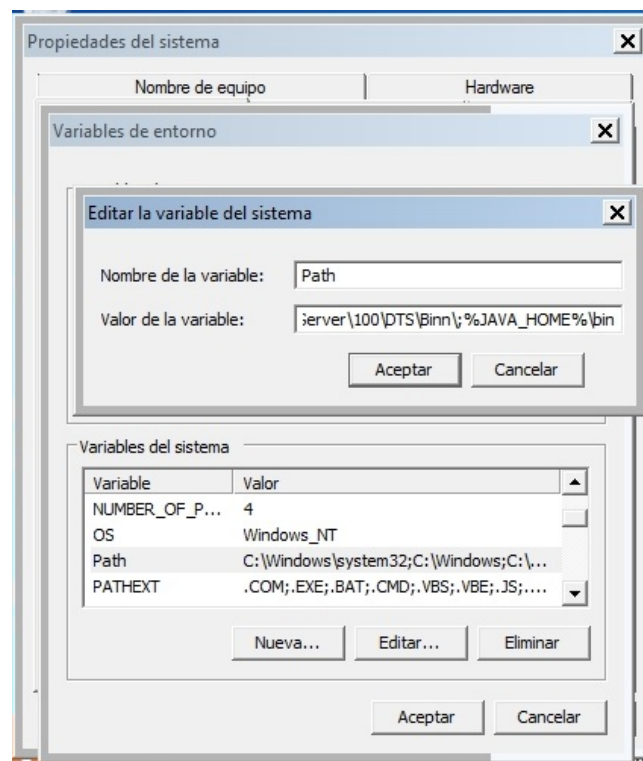 Propiedades del sistema
Nombre de equipo Hardware
Variables de entorno
Editar la variable del sistema
Nombre de la variable: Path
Valor de la variable: Server\100\DTS\Binn\;%JAVA_HOME%\bin
Aceptar Cancelar
Variables del sistema
Variable Valor
NUMBER_OF_P... 4
OS Windows_NT
Path C:\Windows\system32;C:\Windows;C:\...
PATHEXT .COM;.EXE;.BAT;.CMD;.VBS;.VBE;.JS;....
Nueva... Editar... Eliminar
Aceptar Cancelar